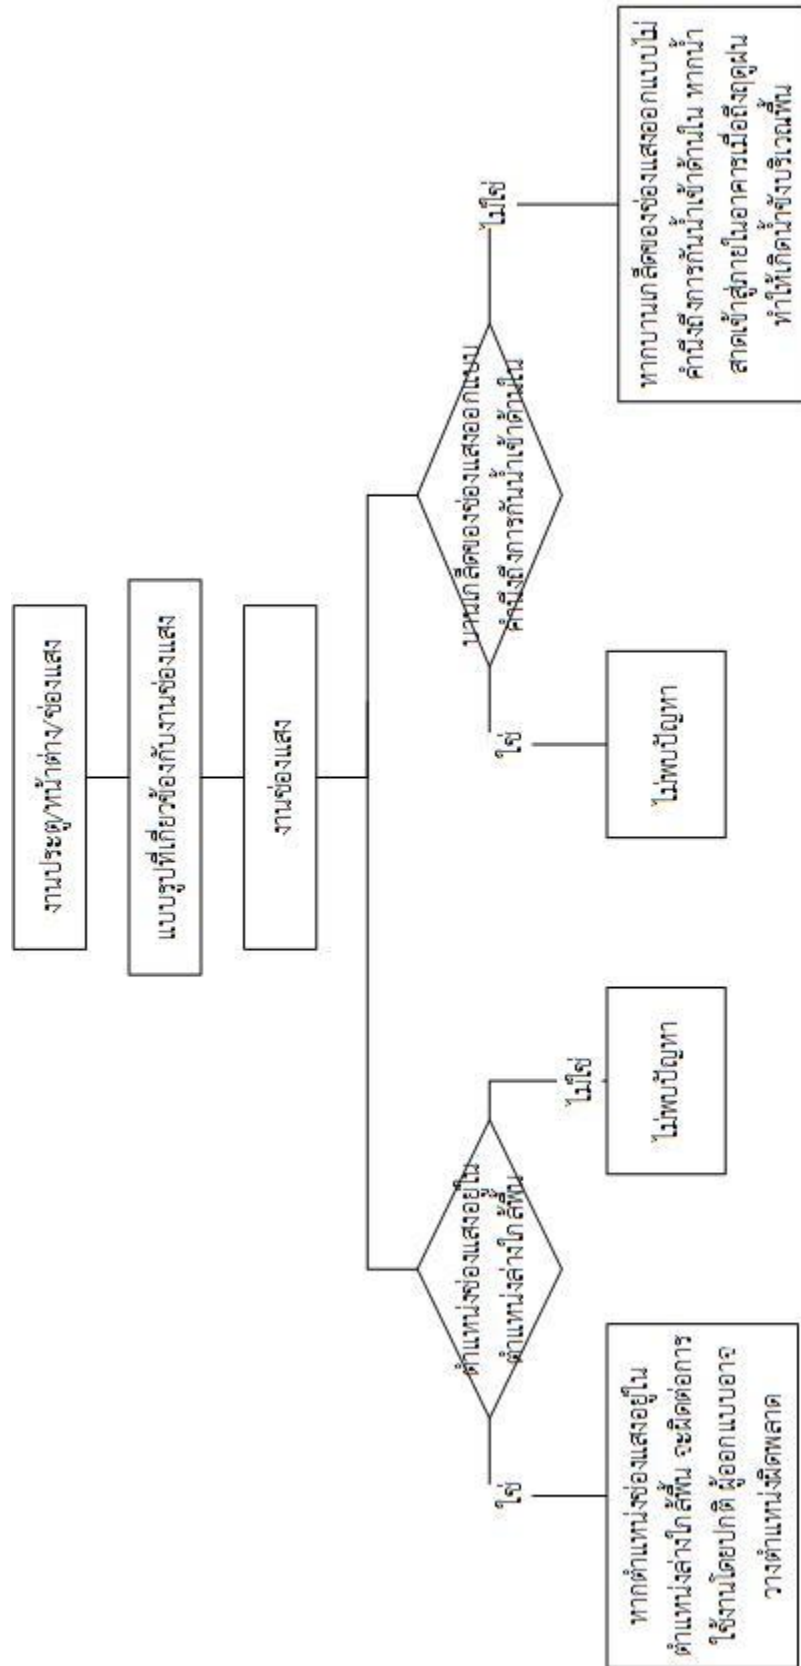 งานประตู/หน้าต่าง/ช่องแสง
แบบรูปที่เกี่ยวข้องกับงานช่องแสง
งานช่องแสง
ตำแหน่งช่องแสงอยู่ใน
ตำแหน่งล่างใกล้พื้น
ใช่
ไม่ใช่
หากตำแหน่งช่องแสงอยู่ใน
ตำแหน่งล่างใกล้พื้น จะผิดต่อการ
ใช้งานโดยปกติ ผู้ออกแบบอาจ
วางตำแหน่งผิดพลาด
ไม่พบปัญหา
บานเกล็ดของช่องแสงออกแบบ
คำนึงถึงการกันน้ำเข้าด้านใน
ใช่
ไม่ใช่
ไม่พบปัญหา
หากบานเกล็ดของช่องแสงออกแบบไม่
คำนึงถึงการกันน้ำเข้าด้านใน หากน้ำ
สาดเข้าสู่ภายในอาคารเมื่อถึงฤดูฝน
ทำให้เกิดน้ำขังบริเวณพื้น